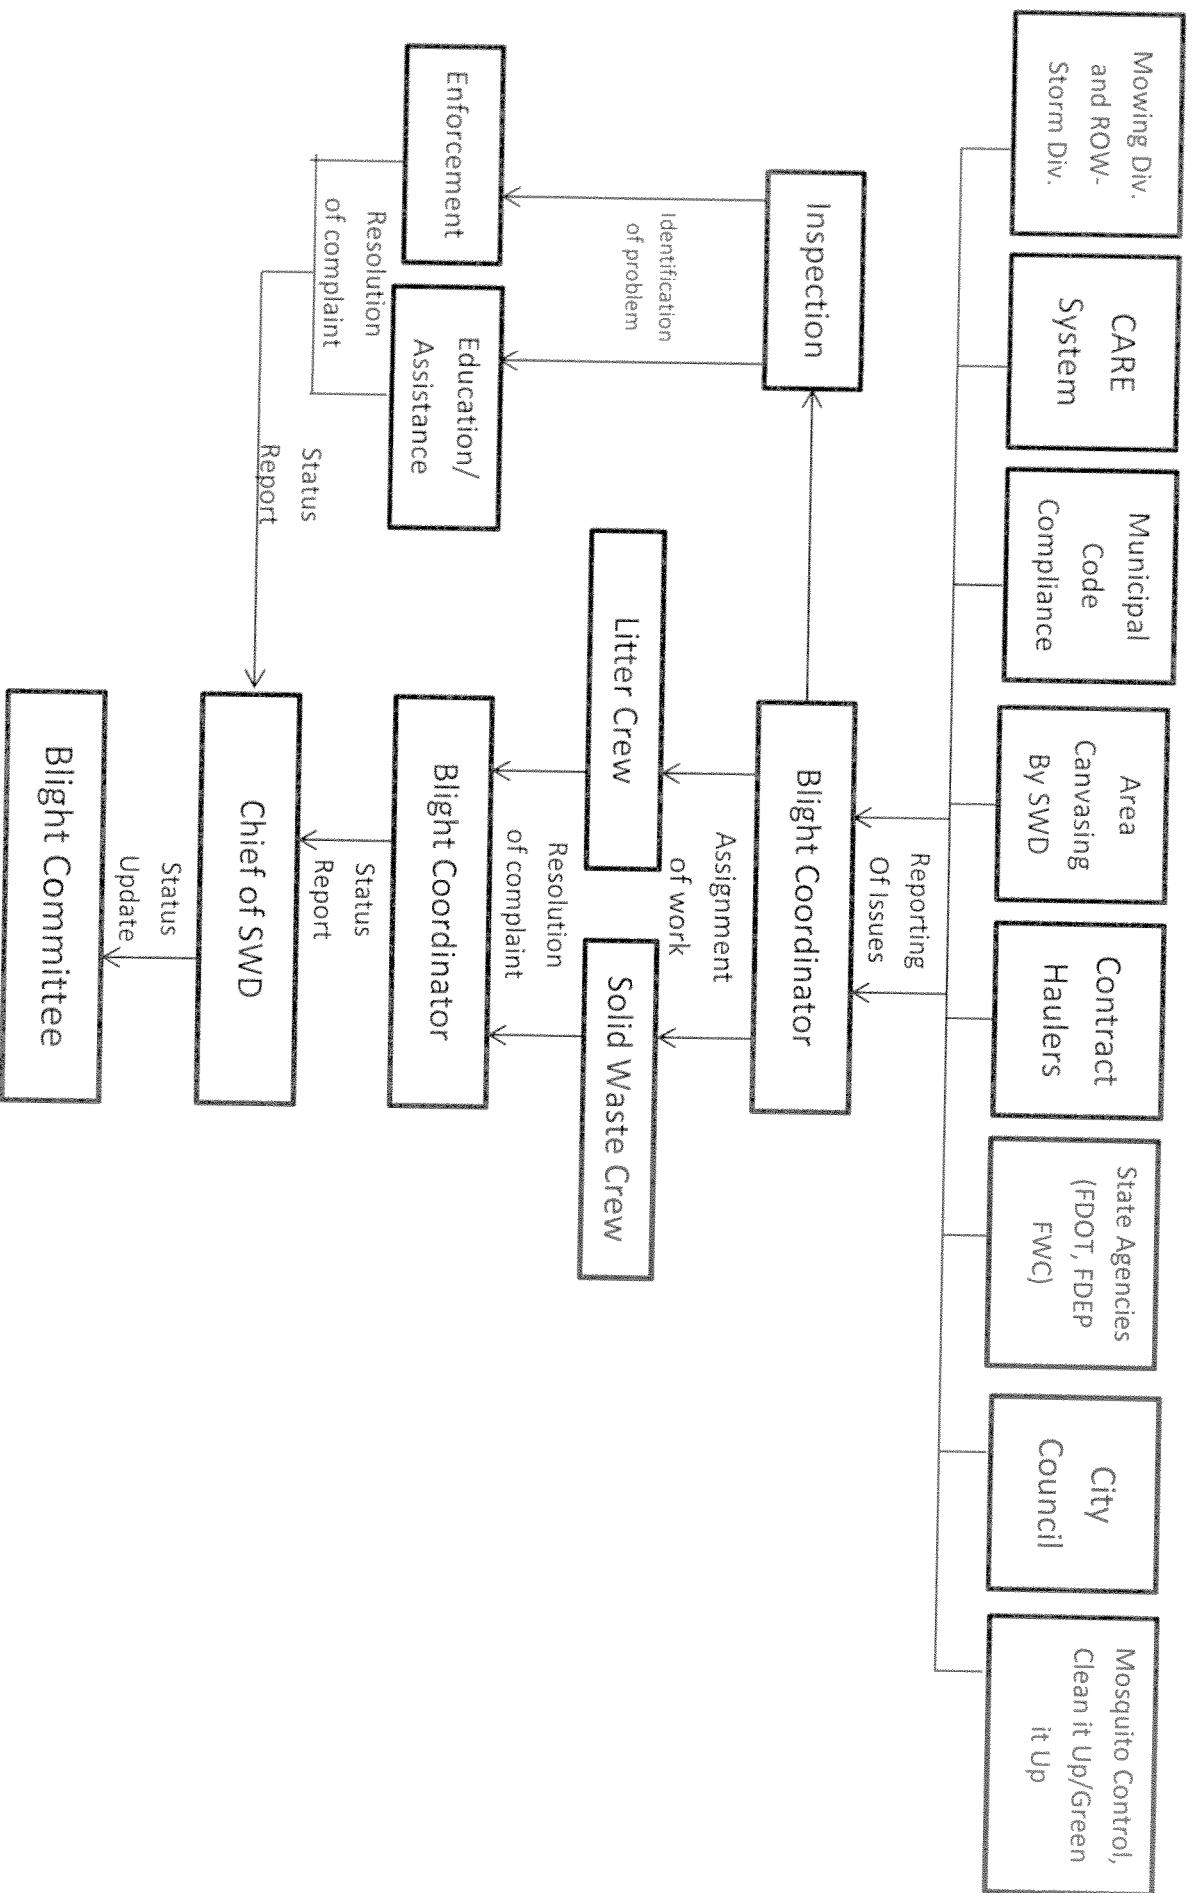 Mowing Div.
and ROW-
Storm Div.
CARE
System
Municipal
Code
Compliance
Area
Canvasing
By SWD
Contract
Haulers
State Agencies
(FDOT, FDEP
FWC)
City
Council
Mosquito Control,
Clean it Up/Green
it Up
Reporting
Of Issues
Inspection
Blight Coordinator
Identification
of problem
Assignment
of work
Enforcement
Education/
Assistance
Litter Crew
Solid Waste Crew
Resolution
of complaint
Resolution
of complaint
Blight Coordinator
Status
Report
Status
Report
Chief of SWD
Status
Update
Blight Committee